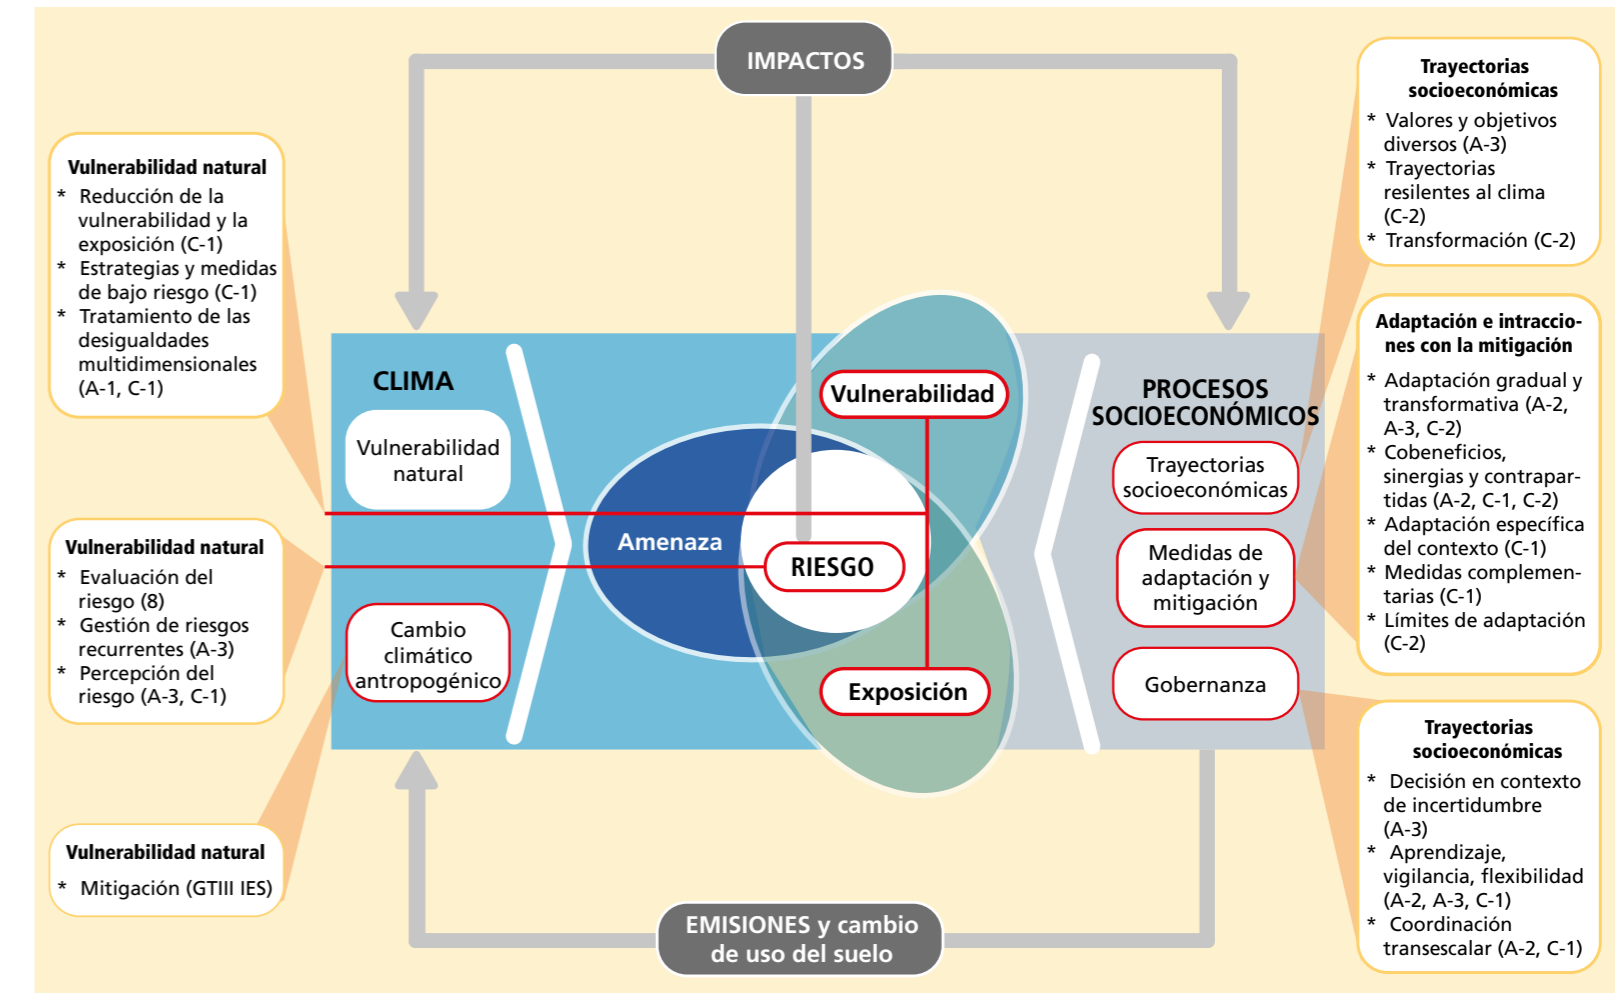 IMPACTOS
Vulnerabilidad natural
* Reducción de la
vulnerabilidad y la
exposición (C-1)
* Estrategias y medidas
de bajo riesgo (C-1)
* Tratamiento de las
desigualdades
multidimensionales
(A-1, C-1)
Vulnerabilidad natural
* Evaluación del
riesgo (8)
* Gestión de riesgos
recurrentes (A-3)
* Percepción del
riesgo (A-3, C-1)
Vulnerabilidad natural
* Mitigación (GTIII IES)
CLIMA
Vulnerabilidad
natural
Cambio
climático
antropogénico
Amenaza
Vulnerabilidad
RIESGO
Exposición
PROCESOS
SOCIOECONÓMICOS
Trayectorias
socioeconómicas
Medidas de
adaptación y
mitigación
Gobernanza
EMISIONES y cambio
de uso del suelo
Trayectorias
socioeconómicas
* Valores y objetivos
diversos (A-3)
* Trayectorias
resilentes al clima
(C-2)
* Transformación (C-2)
Adaptación e intraccio-
nes con la mitigación
* Adaptación gradual y
transformativa (A-2,
A-3, C-2)
* Cobeneficios,
sinergias y contrapar-
tidas (A-2, C-1, C-2)
* Adaptación específica
del contexto (C-1)
* Medidas complemen-
tarias (C-1)
* Límites de adaptación
(C-2)
Trayectorias
socioeconómicas
* Decisión en contexto
de incertidumbre
(A-3)
* Aprendizaje,
vigilancia, flexibilidad
(A-2, A-3, C-1)
* Coordinación
transescalar (A-2, C-1)